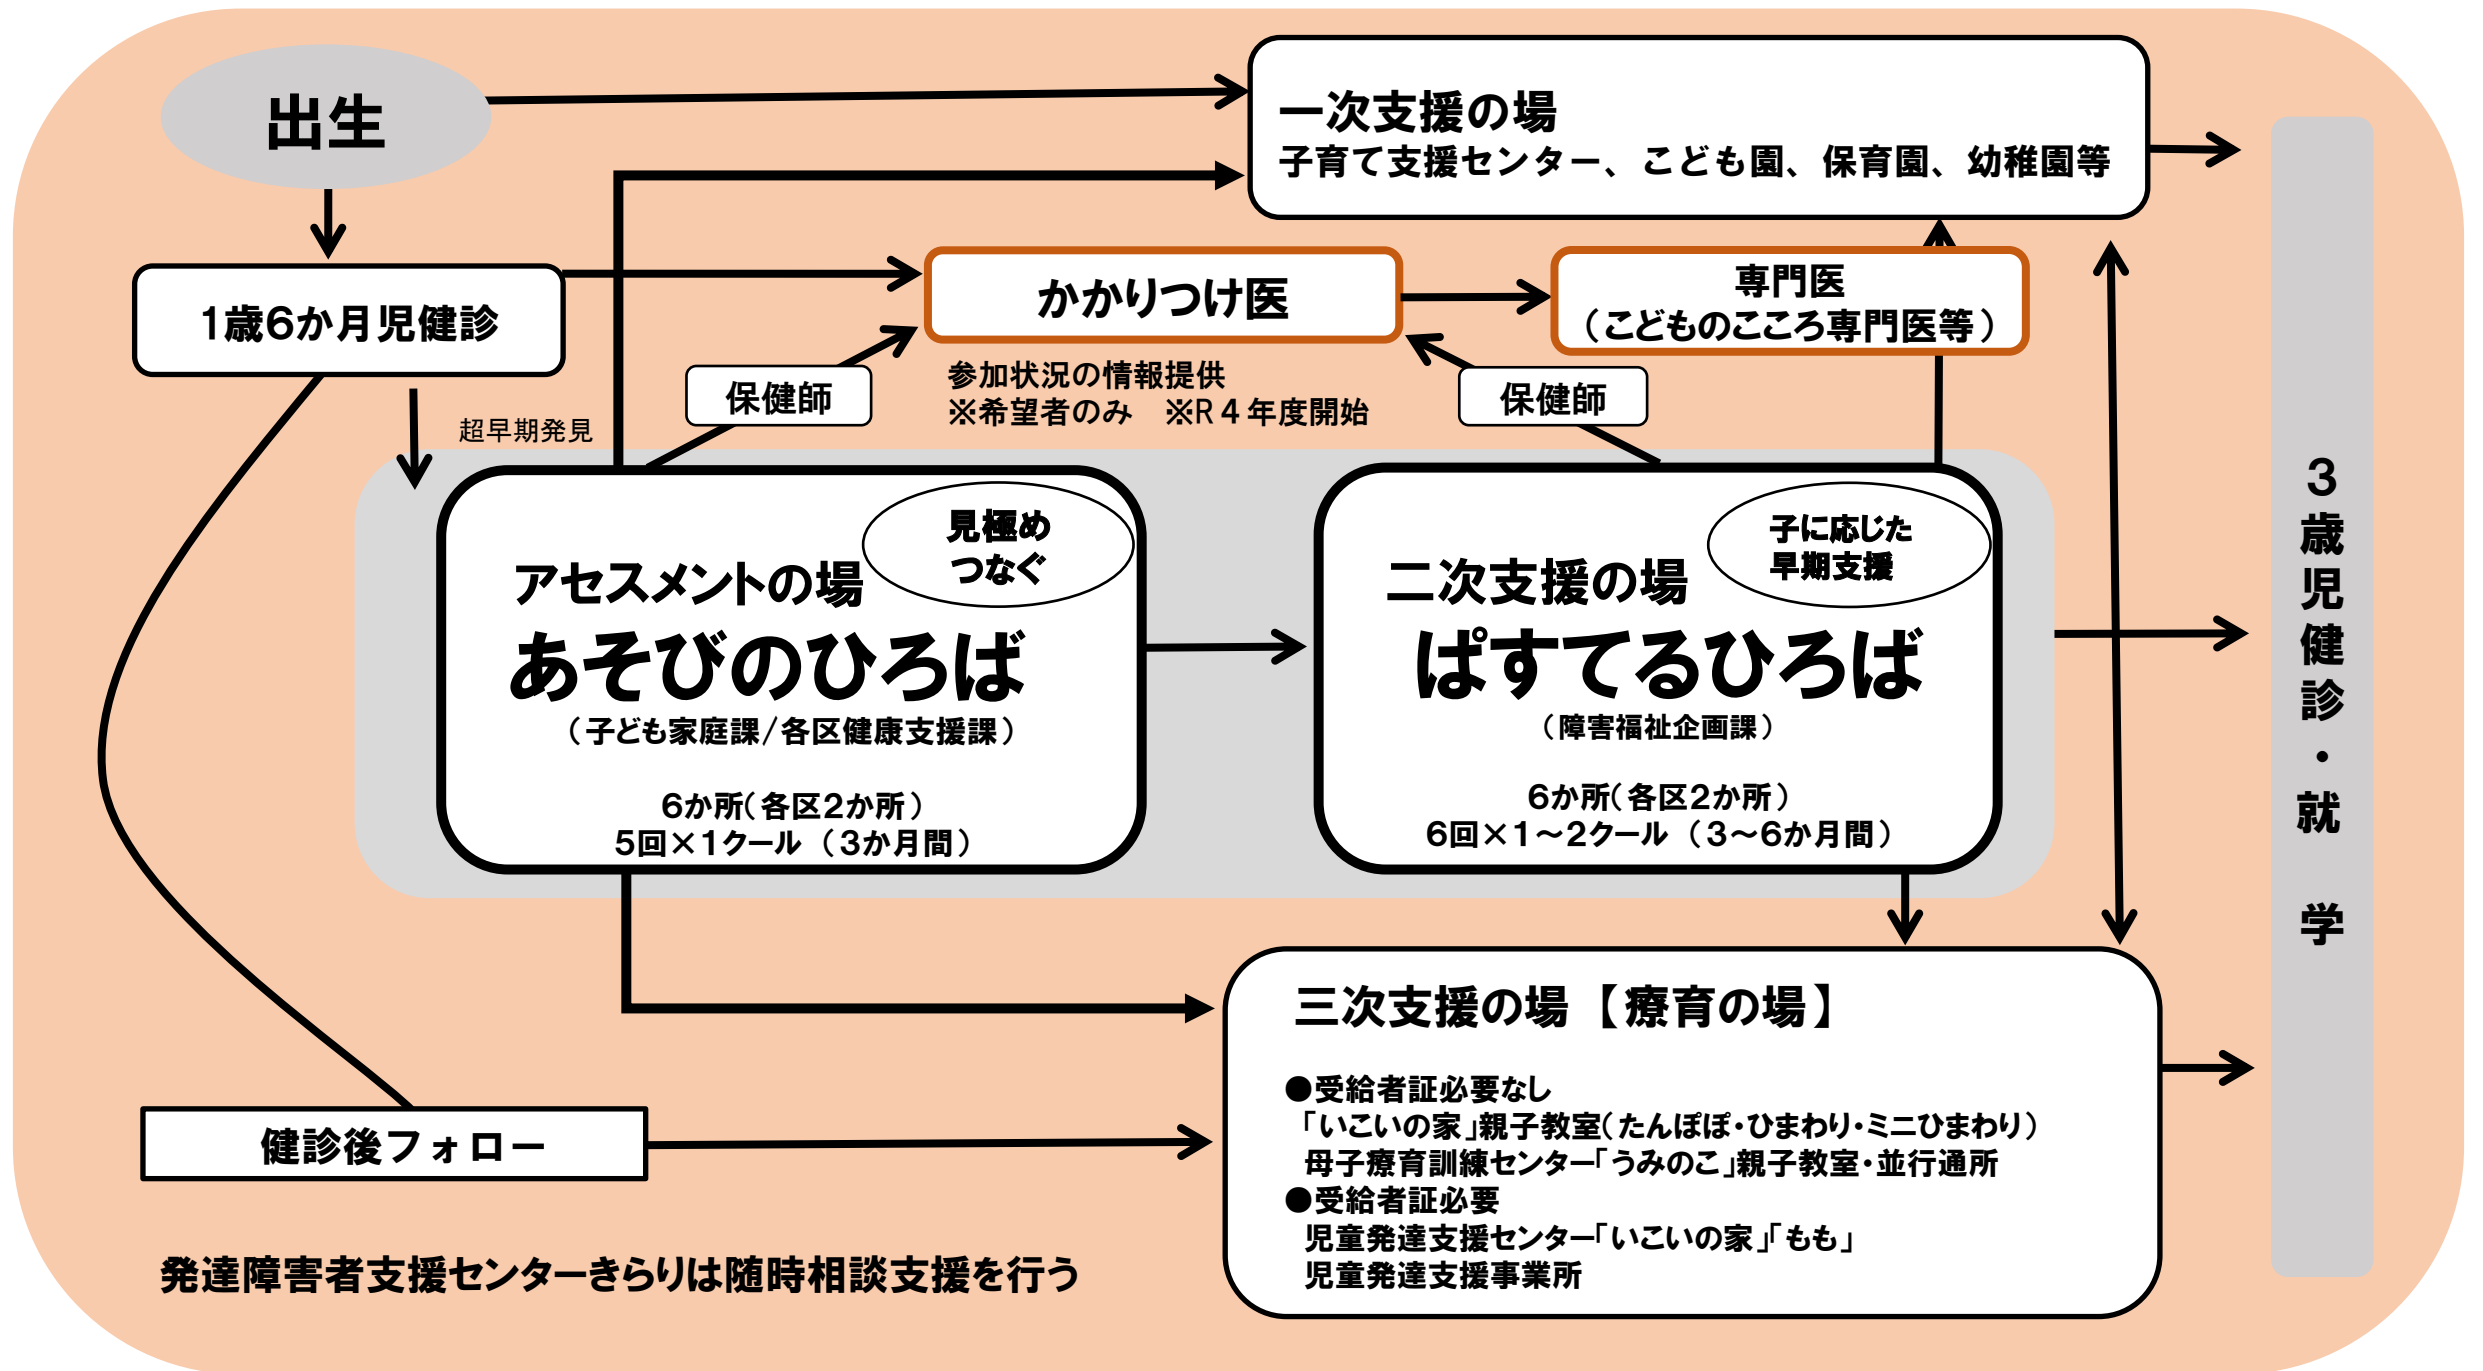 出生
一次支援の場
子育て支援センター、こども園、保育園、幼稚園等
1歳6か月児健診
かかりつけ医
専門医
（こどものこころ専門医等）
保健師
参加状況の情報提供
※希望者のみ　※R４年度開始
保健師
超早期発見
見極め
つなぐ
アセスメントの場
あそびのひろば
（子ども家庭課/各区健康支援課）
6か所（各区2か所）
5回×1クール（3か月間）
子に応じた
早期支援
二次支援の場
ぱすてるひろば
（障害福祉企画課）
6か所（各区2か所）
6回×1～2クール（3～6か月間）
3歳児健診・就　学
三次支援の場【療育の場】
●受給者証必要なし
「いこいの家」親子教室（たんぽぽ・ひまわり・ミニひまわり）
母子療育訓練センター「うみのこ」親子教室・並行通所
●受給者証必要
児童発達支援センター「いこいの家」「もも」
児童発達支援事業所
健診後フォロー
発達障害者支援センターきらりは随時相談支援を行う